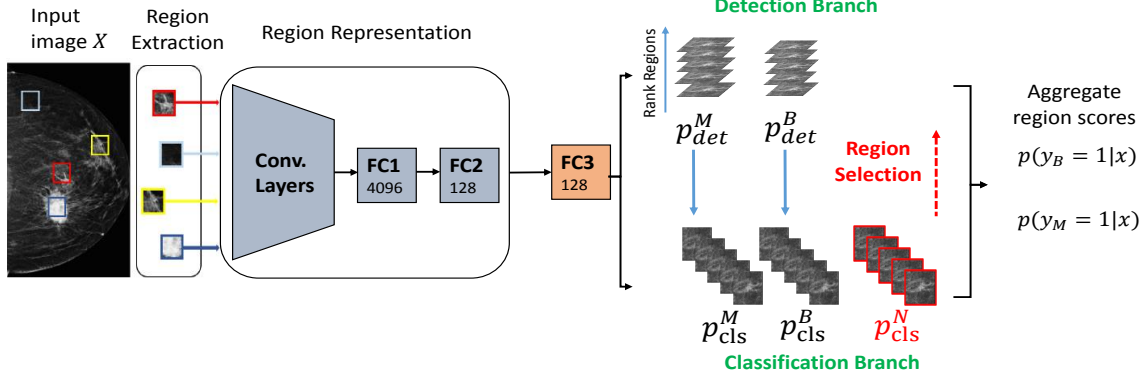 Input
image X
Region
Extraction
Region Representation
Conv.
Layers
FC1
4096
FC2
128
FC3
128
Detection Branch
Rank Regions
p^M_det
p^B_det
Region
Selection
p^M_cls
p^B_cls
p^N_cls
Classification Branch
Aggregate
region scores
p(y_B = 1|x)
p(y_M = 1|x)